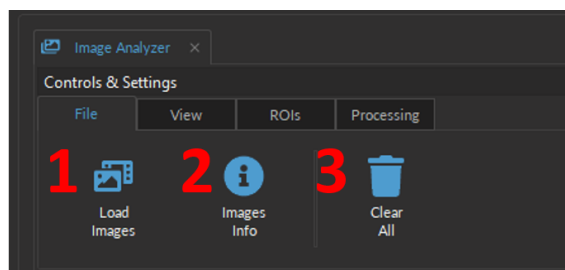 Image Analyzer ×
Controls & Settings
File View ROIs Processing
1 2 3
Load Images Clear
Images Info All